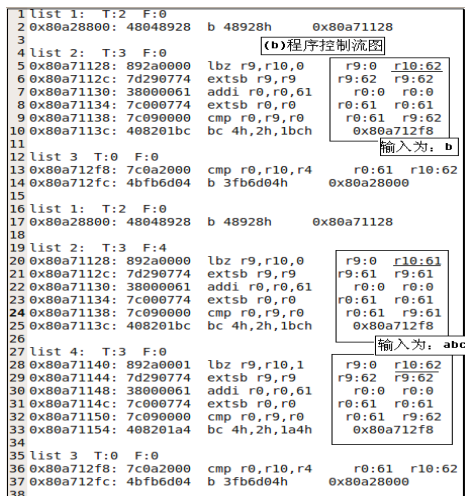 1 list 1: T:2 F:0
2 0x80a28800: 48048928 b 48928h 0x80a71128
3 (b)程序控制流图
4 list 2: T:3 F:0
5 0x80a71128: 892a0000 lbz r9,r10,0 r9:0 r10:62
6 0x80a7112c: 7d290774 extsb r9,r9 r9:62 r9:62
7 0x80a71130: 38000061 addi r0,r0,61 r0:0 r0:0
8 0x80a71134: 7c000774 extsb r0,r0 r0:61 r0:61
9 0x80a71138: 7c090000 cmp r0,r9,r0 r0:61 r9:62
10 0x80a7113c: 408201bc bc 4h,2h,1bch 0x80a712f8
11 输入为: b
12 list 3 T:0 F:0
13 0x80a712f8: 7c0a2000 cmp r0,r10,r4 r0:61 r10:62
14 0x80a712fc: 4bfb6d04 b 3fb6d04h 0x80a28000
15
16 list 1: T:2 F:0
17 0x80a28800: 48048928 b 48928h 0x80a71128
18
19 list 2: T:3 F:4
20 0x80a71128: 892a0000 lbz r9,r10,0 r9:0 r10:61
21 0x80a7112c: 7d290774 extsb r9,r9 r9:61 r9:61
22 0x80a71130: 38000061 addi r0,r0,61 r0:0 r0:0
23 0x80a71134: 7c000774 extsb r0,r0 r0:61 r0:61
24 0x80a71138: 7c090000 cmp r0,r9,r0 r0:61 r9:61
25 0x80a7113c: 408201bc bc 4h,2h,1bch 0x80a712f8
26 输入为: abc
27 list 4: T:3 F:0
28 0x80a71140: 892a0001 lbz r9,r10,1 r9:0 r10:62
29 0x80a71144: 7d290774 extsb r9,r9 r9:62 r9:62
30 0x80a71148: 38000061 addi r0,r0,61 r0:0 r0:0
31 0x80a7114c: 7c000774 extsb r0,r0 r0:61 r0:61
32 0x80a71150: 7c090000 cmp r0,r9,r0 r0:61 r9:62
33 0x80a71154: 408201a4 bc 4h,2h,1a4h 0x80a712f8
34
35 list 3 T:0 F:0
36 0x80a712f8: 7c0a2000 cmp r0,r10,r4 r0:61 r10:62
37 0x80a712fc: 4bfb6d04 b 3fb6d04h 0x80a28000
38